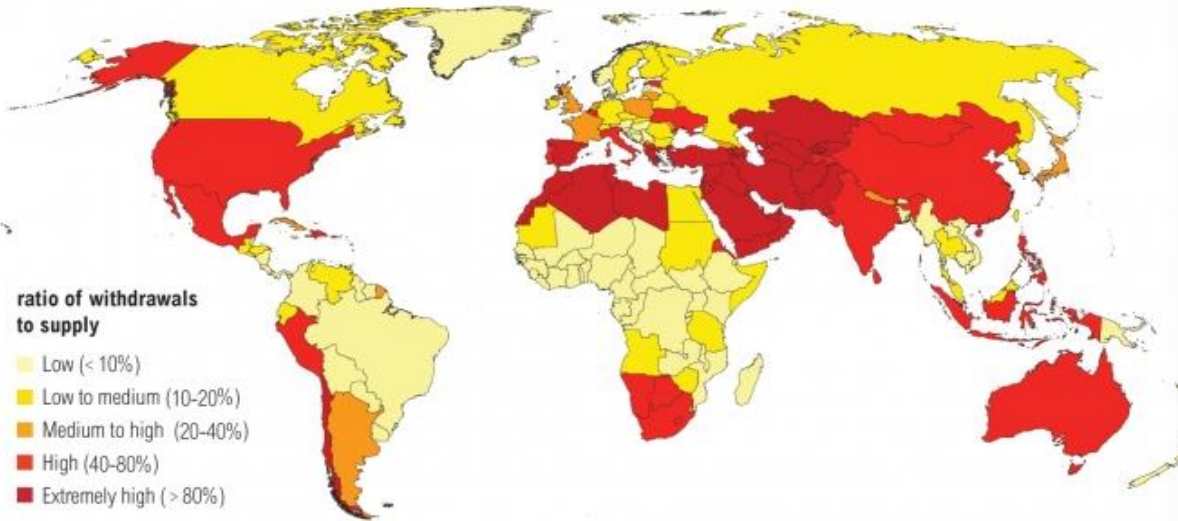 ratio of withdrawals
to supply
Low (< 10%)
Low to medium (10-20%)
Medium to high (20-40%)
High (40-80%)
Extremely high (> 80%)